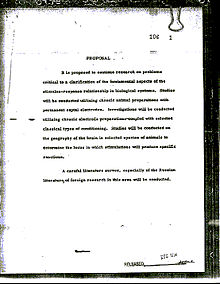 106 1
PROPOSAL
It is proposed to continue research on problems
critical to a clarification of the fundamental aspects of the
stimulus-response relationship in biological systems. Studies
will be conducted utilizing chronic animal preparations with
permanent septal electrodes. Investigations will be conducted
utilizing chronic electrode preparations coupled with selected
classical types of conditioning. Studies will be conducted on
the geography of the brain in selected species of animals to
determine the locus in which stimulations will produce specific
reactions.
A careful literature survey, especially of the Russian
literature of foreign research in this area will be conducted.
RELEASED